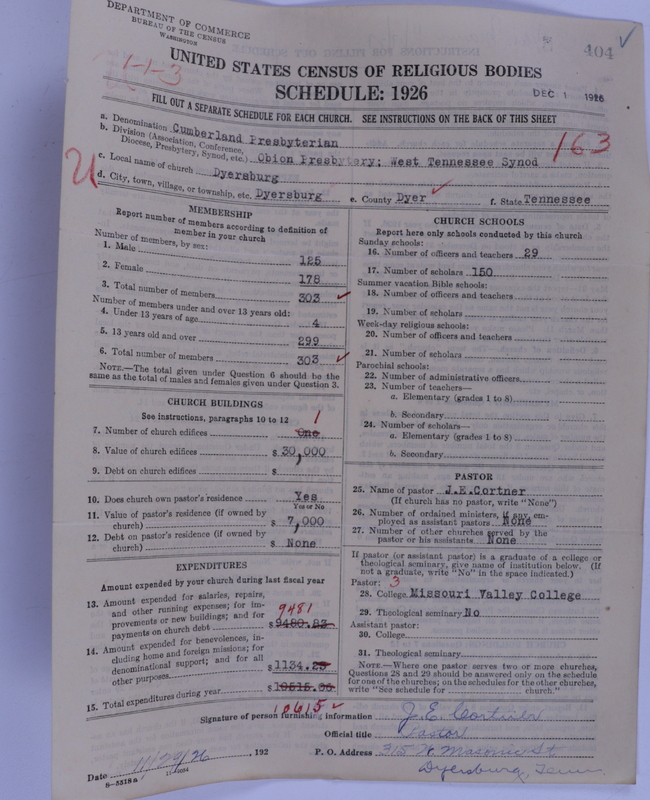 DEPARTMENT OF COMMERCE
BUREAU OF THE CENSUS
WASHINGTON
404
1-1-3
UNITED STATES CENSUS OF RELIGIOUS BODIES
SCHEDULE: 1926
DEC 1 1926
FILL OUT A SEPARATE SCHEDULE FOR EACH CHURCH. SEE INSTRUCTIONS ON THE BACK OF THIS SHEET
163
a. Denomination Cumberland Presbyterian
b. Division (Association, Conference,
Diocese, Presbytery, Synod, etc.) Obion Presbytery; West Tennessee Synod
c. Local name of church Dyersburg
d. City, town, village, or township, etc. Dyersburg e. County Dyer f. State Tennessee
MEMBERSHIP
Report number of members according to definition of
member in your church
Number of members, by sex:
1. Male 125
2. Female 178
3. Total number of members 303
Number of members under and over 13 years old:
4. Under 13 years of age 4
5. 13 years old and over 299
6. Total number of members 303
NOTE.—The total given under Question 6 should be the
same as the total of males and females given under Question 3.
CHURCH BUILDINGS
See instructions, paragraphs 10 to 12
1
7. Number of church edifices One
8. Value of church edifices $ 30,000
9. Debt on church edifices $
10. Does church own pastor's residence Yes
Yes or No
11. Value of pastor's residence (if owned by
church) $ 7,000
12. Debt on pastor's residence (if owned by
church) $ None
EXPENDITURES
Amount expended by your church during last fiscal year
13. Amount expended for salaries, repairs,
and other running expenses; for im-
provements or new buildings; and for
payments on church debt $ 9480.83
9481
14. Amount expended for benevolences, in-
cluding home and foreign missions; for
denominational support; and for all
other purposes $ 1134.
15. Total expenditures during year $
10615
CHURCH SCHOOLS
Report here only schools conducted by this church
Sunday schools:
16. Number of officers and teachers 29
17. Number of scholars 150
Summer vacation Bible schools:
18. Number of officers and teachers
19. Number of scholars
Week-day religious schools:
20. Number of officers and teachers
21. Number of scholars
Parochial schools:
22. Number of administrative officers
23. Number of teachers—
a. Elementary (grades 1 to 8)
b. Secondary
24. Number of scholars—
a. Elementary (grades 1 to 8)
b. Secondary
PASTOR
25. Name of pastor J.E.Cortner
(If church has no pastor, write "None")
26. Number of ordained ministers, if any, em-
ployed as assistant pastors None
27. Number of other churches served by the
pastor or his assistants None
If pastor (or assistant pastor) is a graduate of a college or
theological seminary, give name of institution below. (If
not a graduate, write "No" in the space indicated.)
Pastor: 3
28. College Missouri Valley College
29. Theological seminary No
Assistant pastor:
30. College
31. Theological seminary
NOTE.—Where one pastor serves two or more churches,
Questions 28 and 29 should be answered only on the schedule
for one of the churches; on the schedules for the other churches,
write "See schedule for church."
Signature of person furnishing information J. E. Cortner
Official title Pastor
Date 11/29/26, 192 P. O. Address 315 W. Masonic St
Dyersburg, Tenn
8-5518a 11-9084